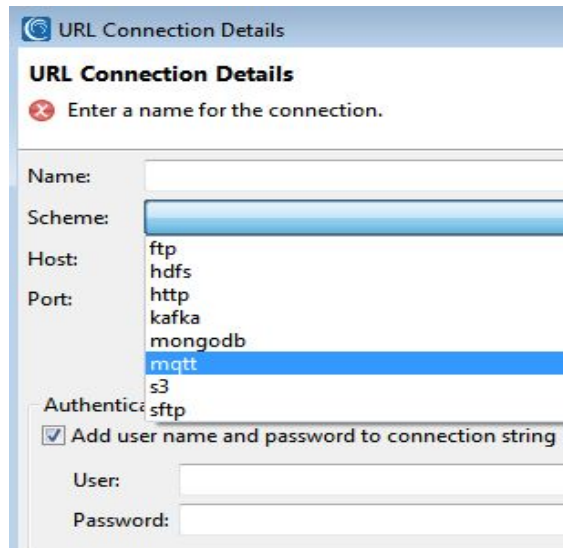 URL Connection Details
URL Connection Details
Enter a name for the connection.
Name:
Scheme:
ftp
Host:
hdfs
Port:
http
kafka
mongodb
mqtt
s3
Authentica
sftp
Add user name and password to connection string
User:
Password: